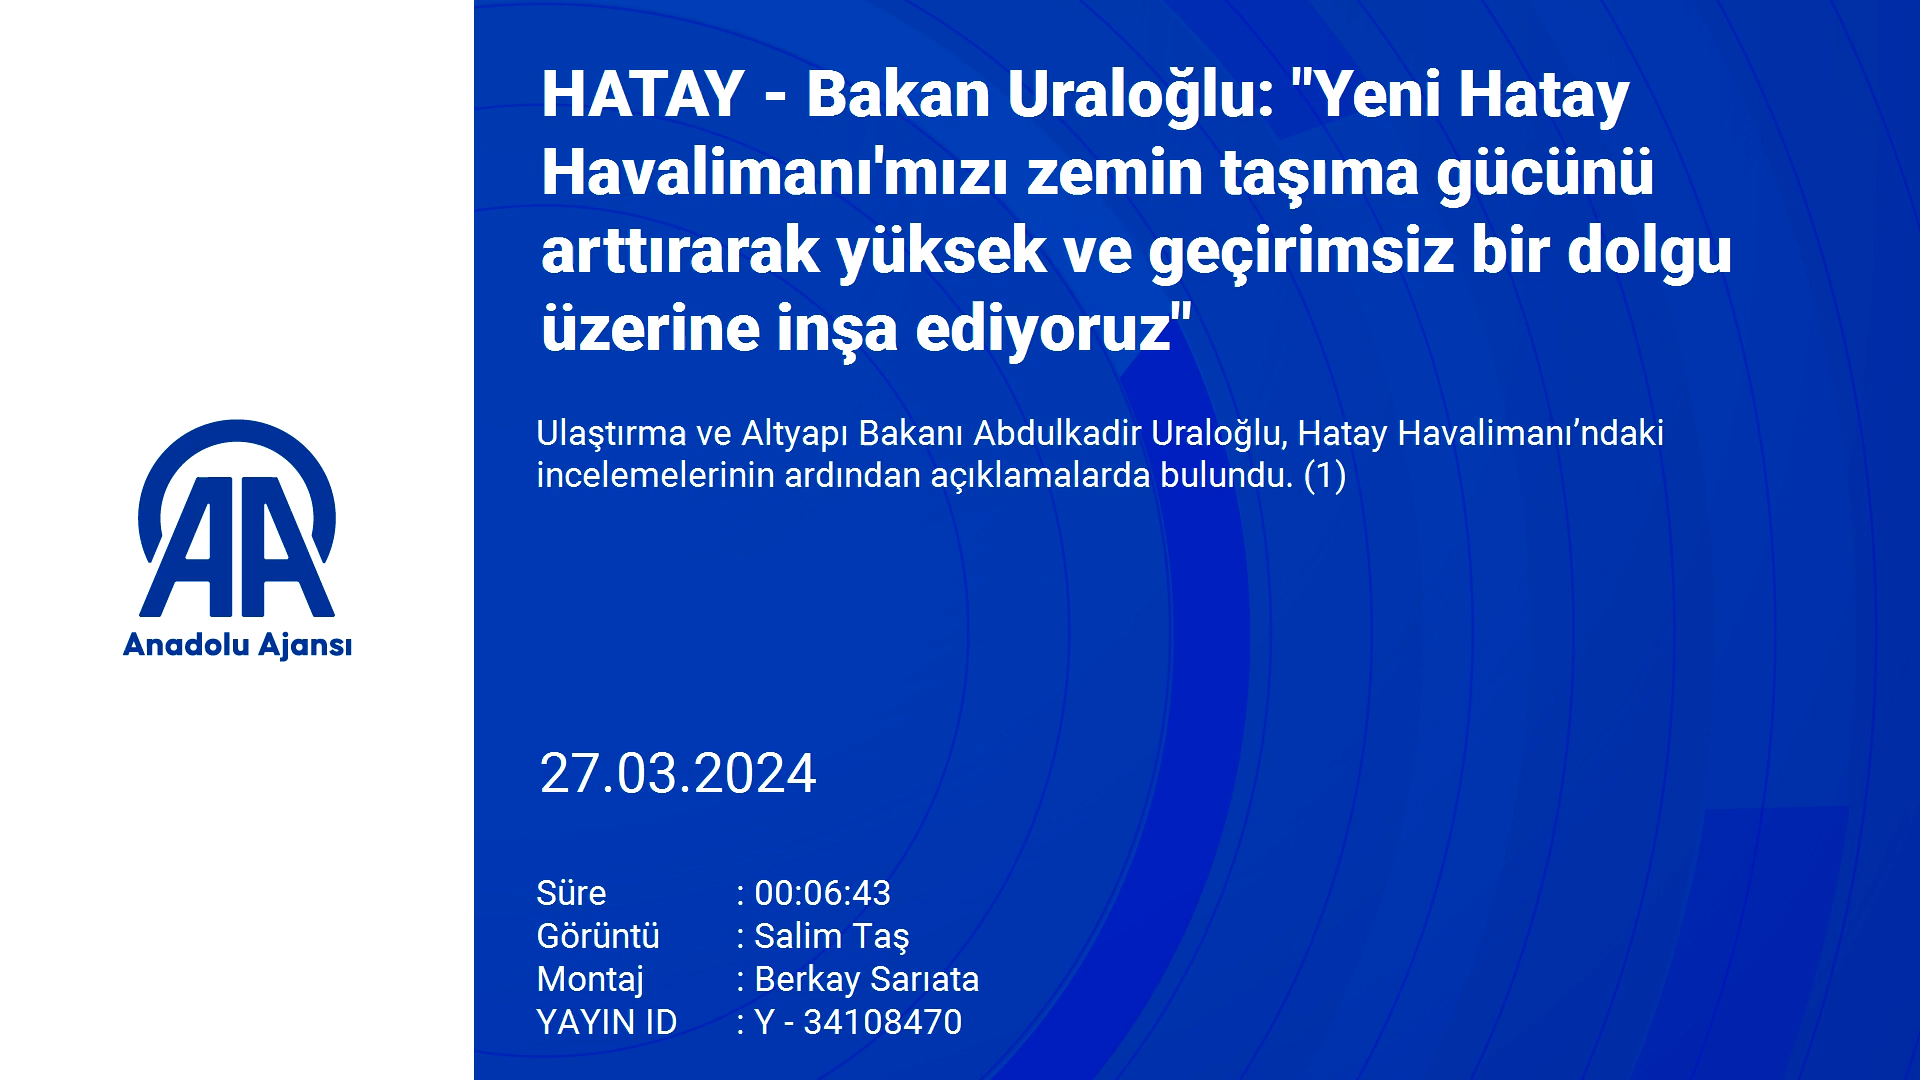 HATAY - Bakan Uraloğlu: "Yeni Hatay
Havalimanı'mızı zemin taşıma gücünü
arttırarak yüksek ve geçirimsiz bir dolgu
üzerine inşa ediyoruz"
Ulaştırma ve Altyapı Bakanı Abdulkadir Uraloğlu, Hatay Havalimanı’ndaki
incelemelerinin ardından açıklamalarda bulundu. (1)
AA
Anadolu Ajansı
27.03.2024
Süre : 00:06:43
Görüntü : Salim Taş
Montaj : Berkay Sarıata
YAYIN ID : Y - 34108470